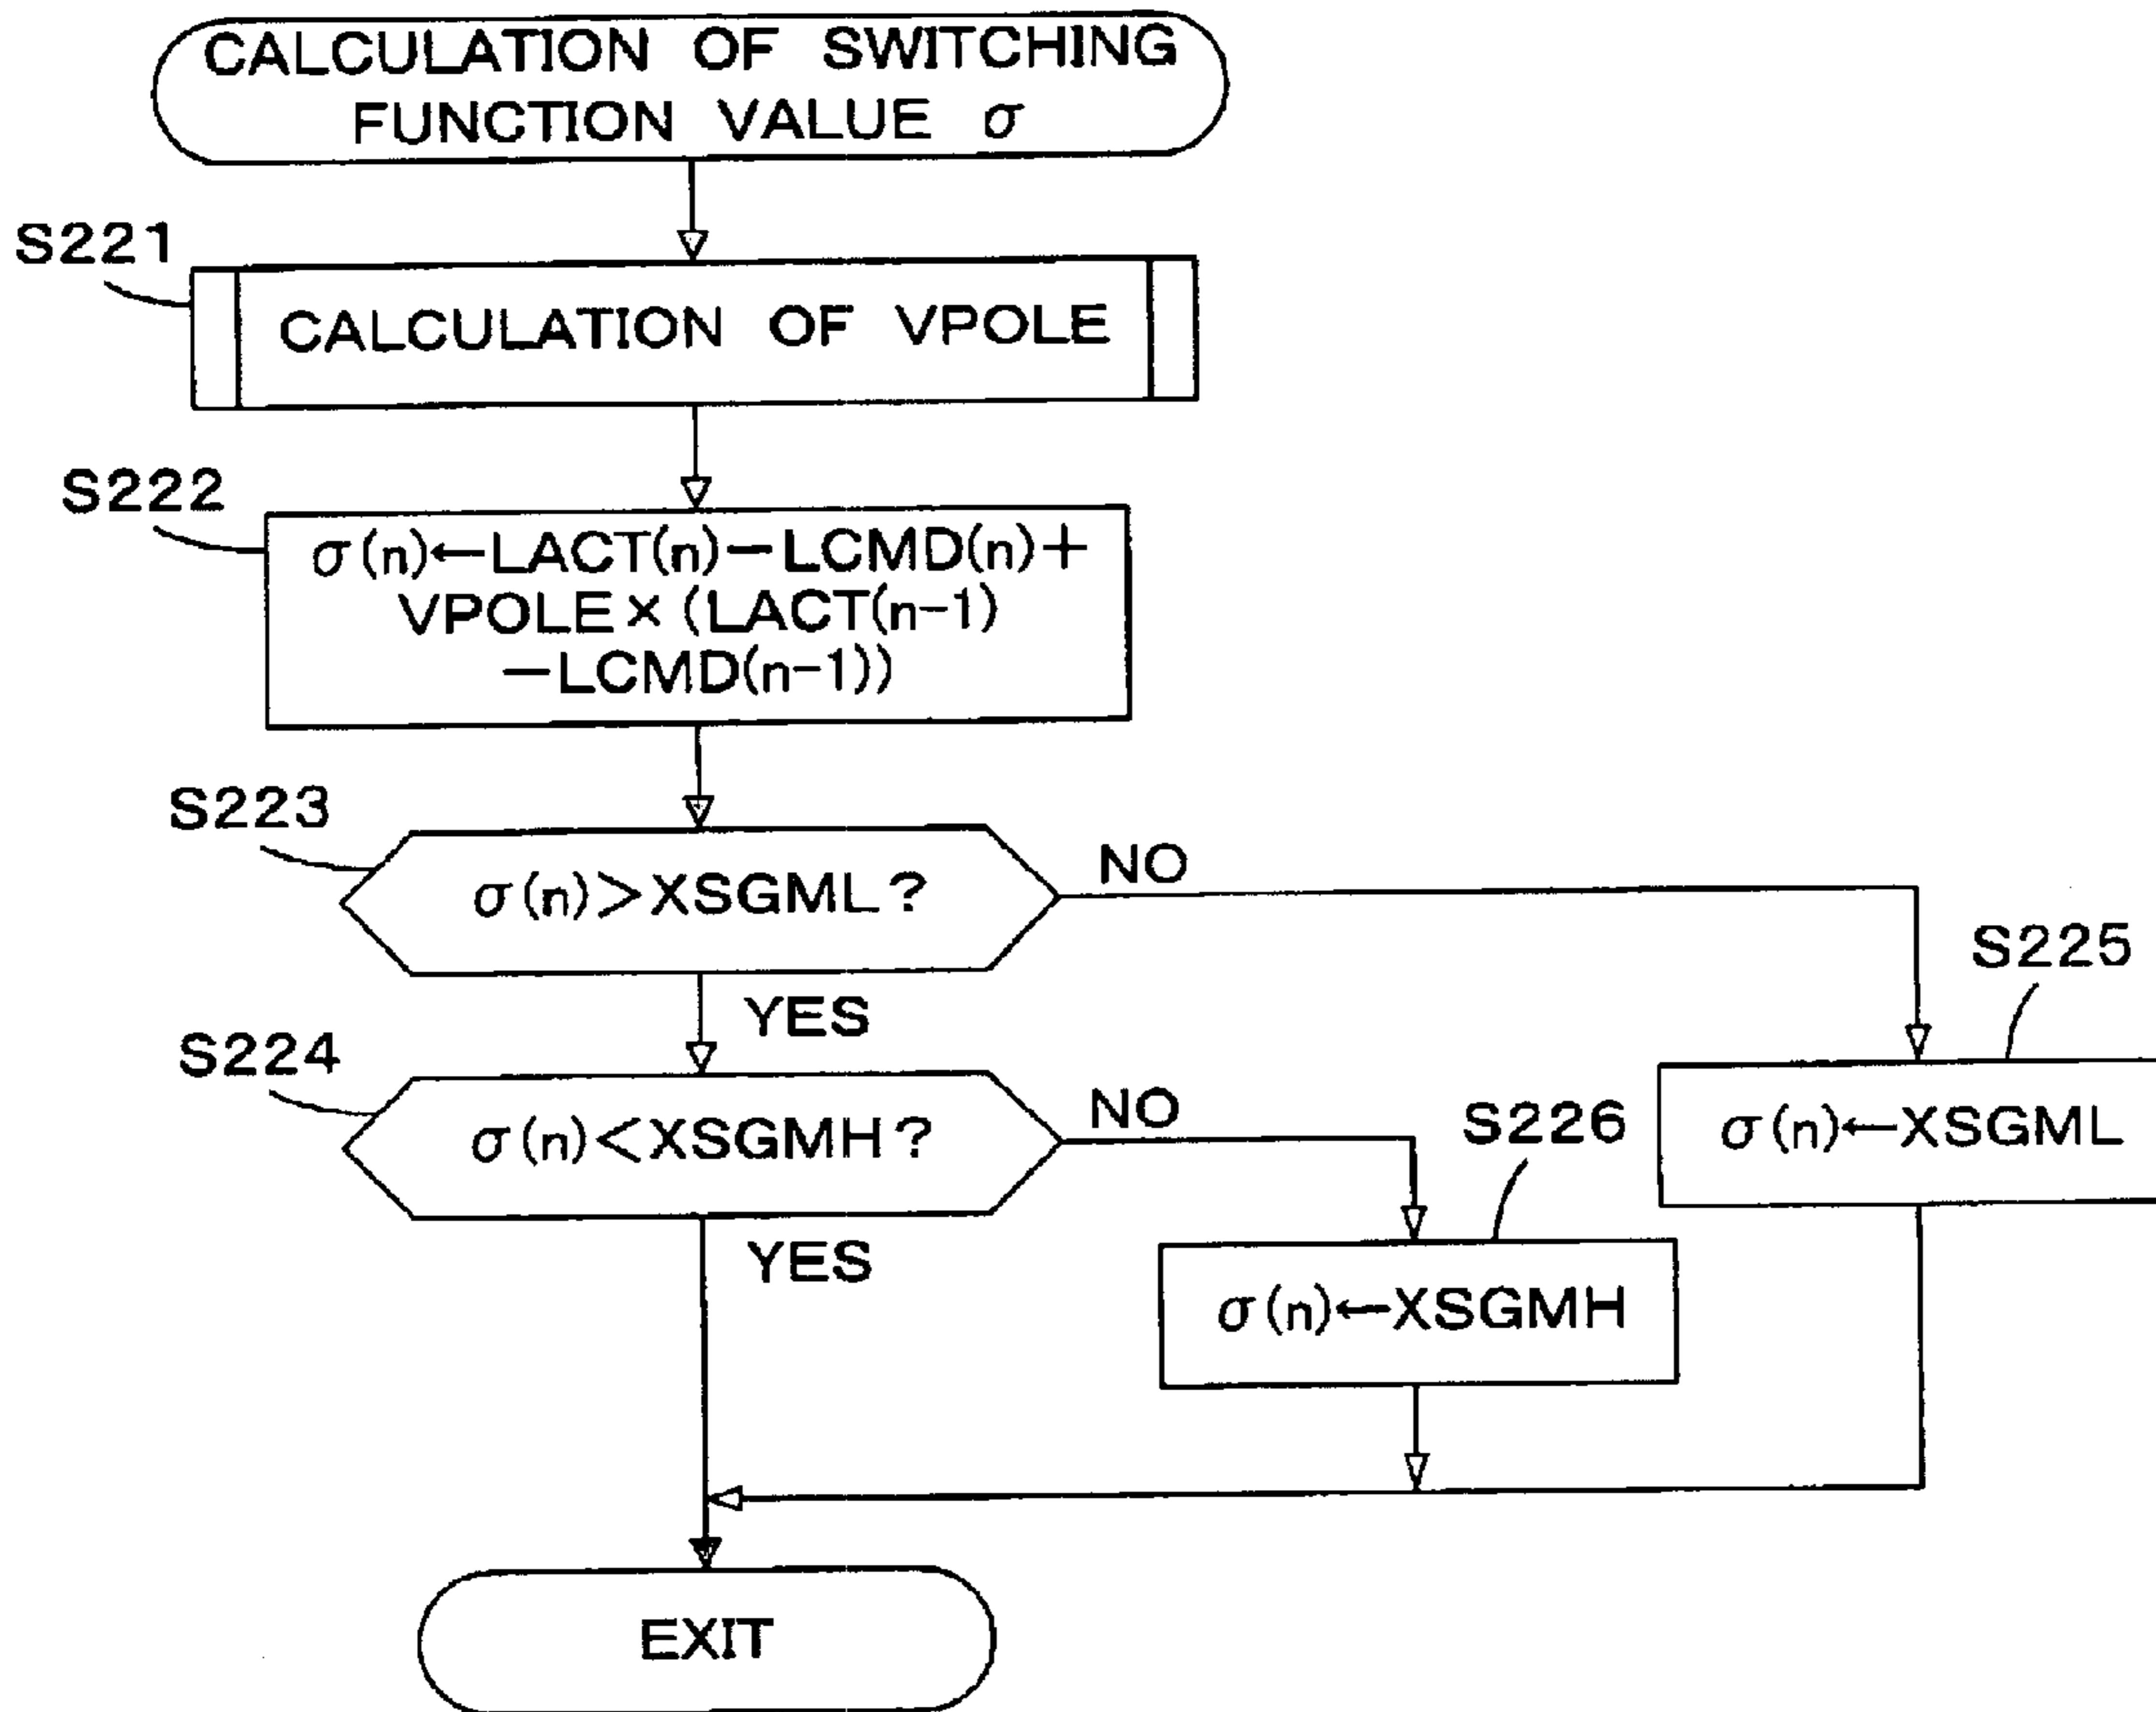 CALCULATION OF SWITCHING
FUNCTION VALUE σ
S221
CALCULATION OF VPOLE
S222
σ(n)←LACT(n)−LCMD(n)+
VPOLE×(LACT(n−1)
−LCMD(n−1))
S223
σ(n)>XSGML?
NO
YES
S225
σ(n)←XSGML
S224
σ(n)<XSGMH?
NO
YES
S226
σ(n)←XSGMH
EXIT